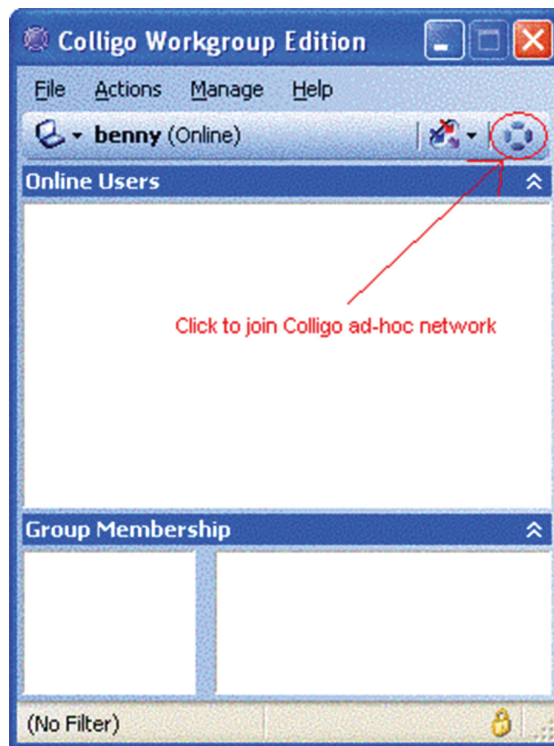 Colligo Workgroup Edition
File Actions Manage Help
benny (Online)
Online Users
Click to join Colligo ad-hoc network
Group Membership
(No Filter)